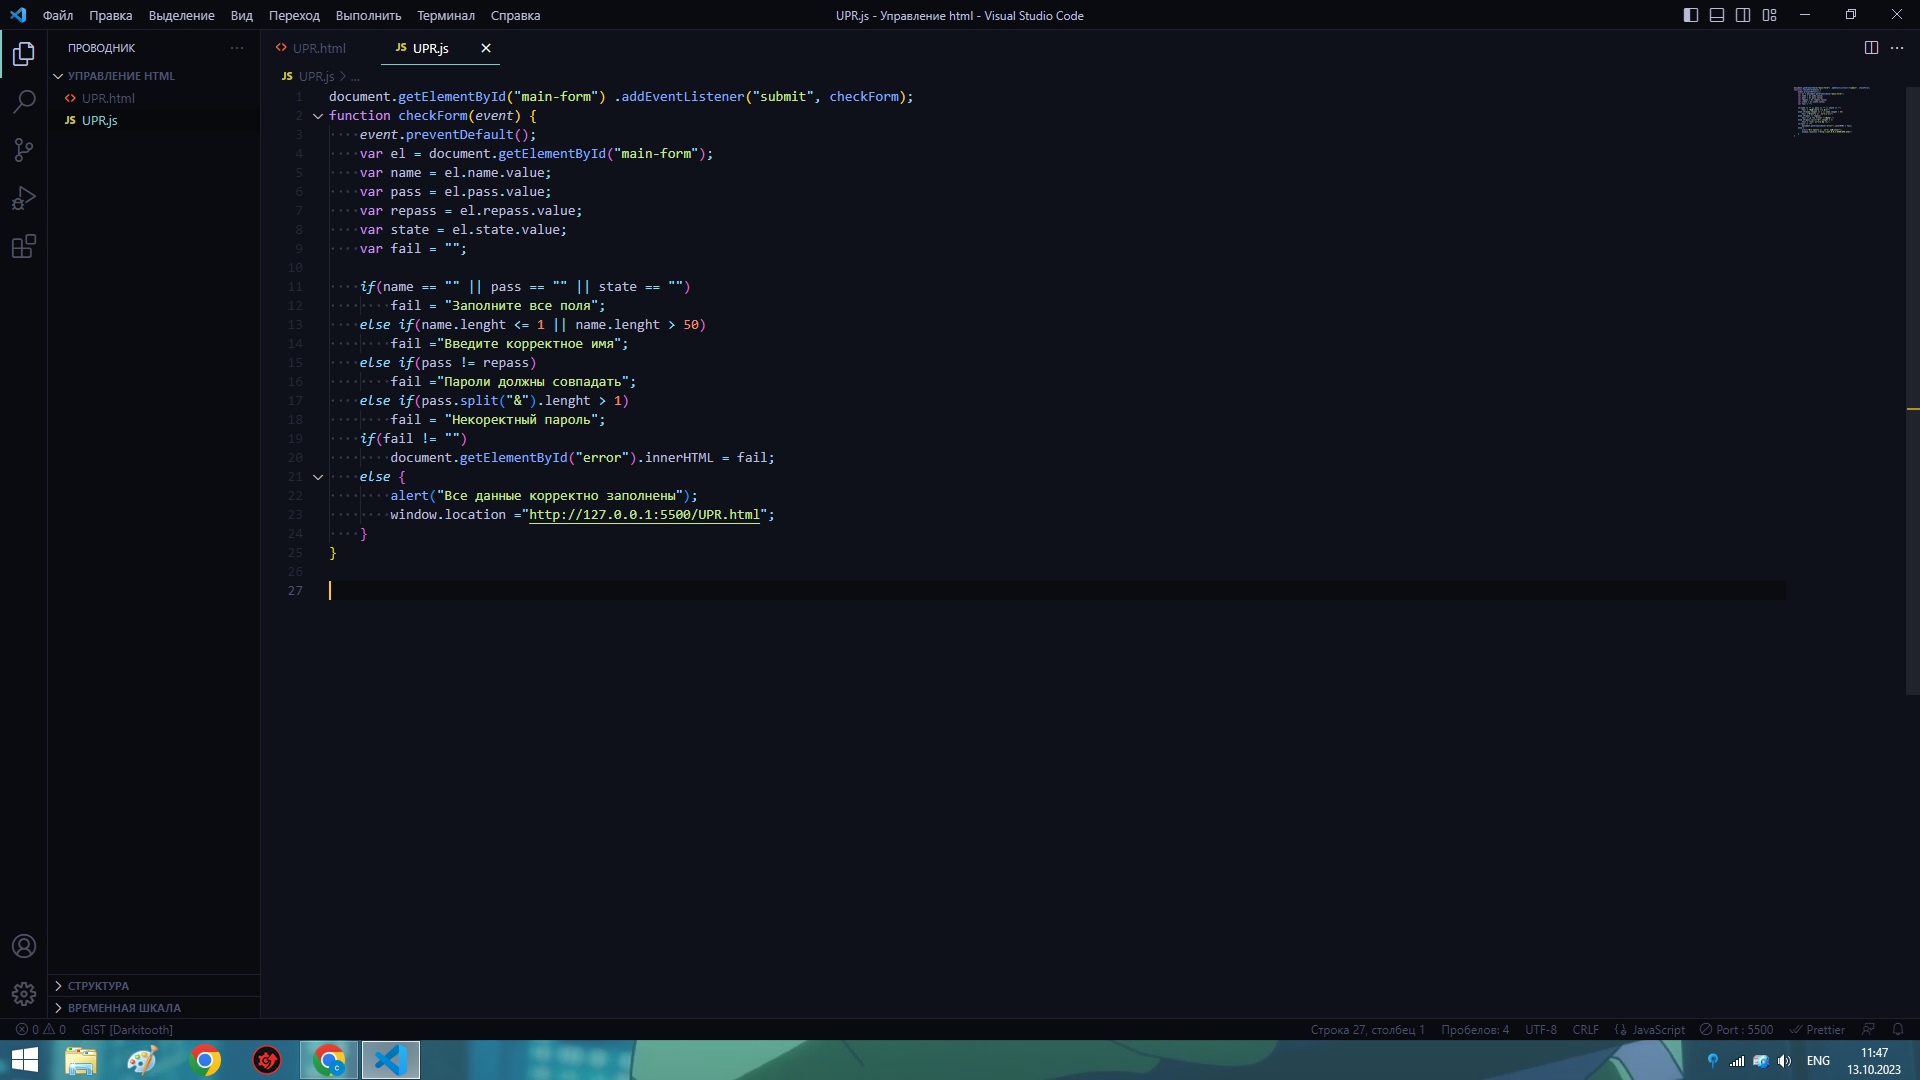 Файл Правка Выделение Вид Переход Выполнить Терминал Справка
UPR.js - Управление html - Visual Studio Code
ПРОВОДНИК
УПРАВЛЕНИЕ HTML
UPR.html
JS UPR.js
UPR.html
JS UPR.js
JS UPR.js > ...
1 document.getElementById("main-form") .addEventListener("submit", checkForm);
2 function checkForm(event) {
3 event.preventDefault();
4 var el = document.getElementById("main-form");
5 var name = el.name.value;
6 var pass = el.pass.value;
7 var repass = el.repass.value;
8 var state = el.state.value;
9 var fail = "";
10
11 if(name == "" || pass == "" || state == "")
12 fail = "Заполните все поля";
13 else if(name.lenght <= 1 || name.lenght > 50)
14 fail ="Введите корректное имя";
15 else if(pass != repass)
16 fail ="Пароли должны совпадать";
17 else if(pass.split("&").lenght > 1)
18 fail = "Некоректный пароль";
19 if(fail != "")
20 document.getElementById("error").innerHTML = fail;
21 else {
22 alert("Все данные корректно заполнены");
23 window.location ="http://127.0.0.1:5500/UPR.html";
24 }
25 }
26
27
СТРУКТУРА
ВРЕМЕННАЯ ШКАЛА
0 0 GIST [Darkitooth]
Строка 27, столбец 1 Пробелов: 4 UTF-8 CRLF JavaScript Port : 5500 Prettier
ENG
11:47
13.10.2023